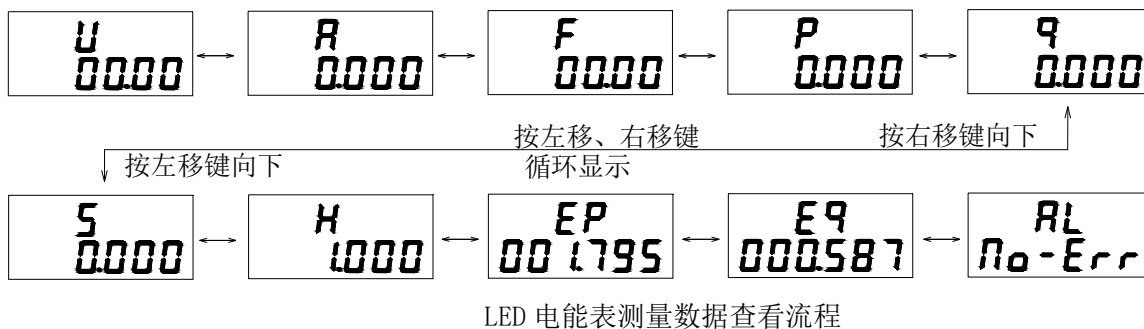 U A F P q
00.00 0.000 00.00 0.000 0.000
按左移、右移键 按右移键向下
按左移键向下 循环显示
S H EP Eq AL
0.000 1.000 001.795 000.587 No-Err
LED 电能表测量数据查看流程